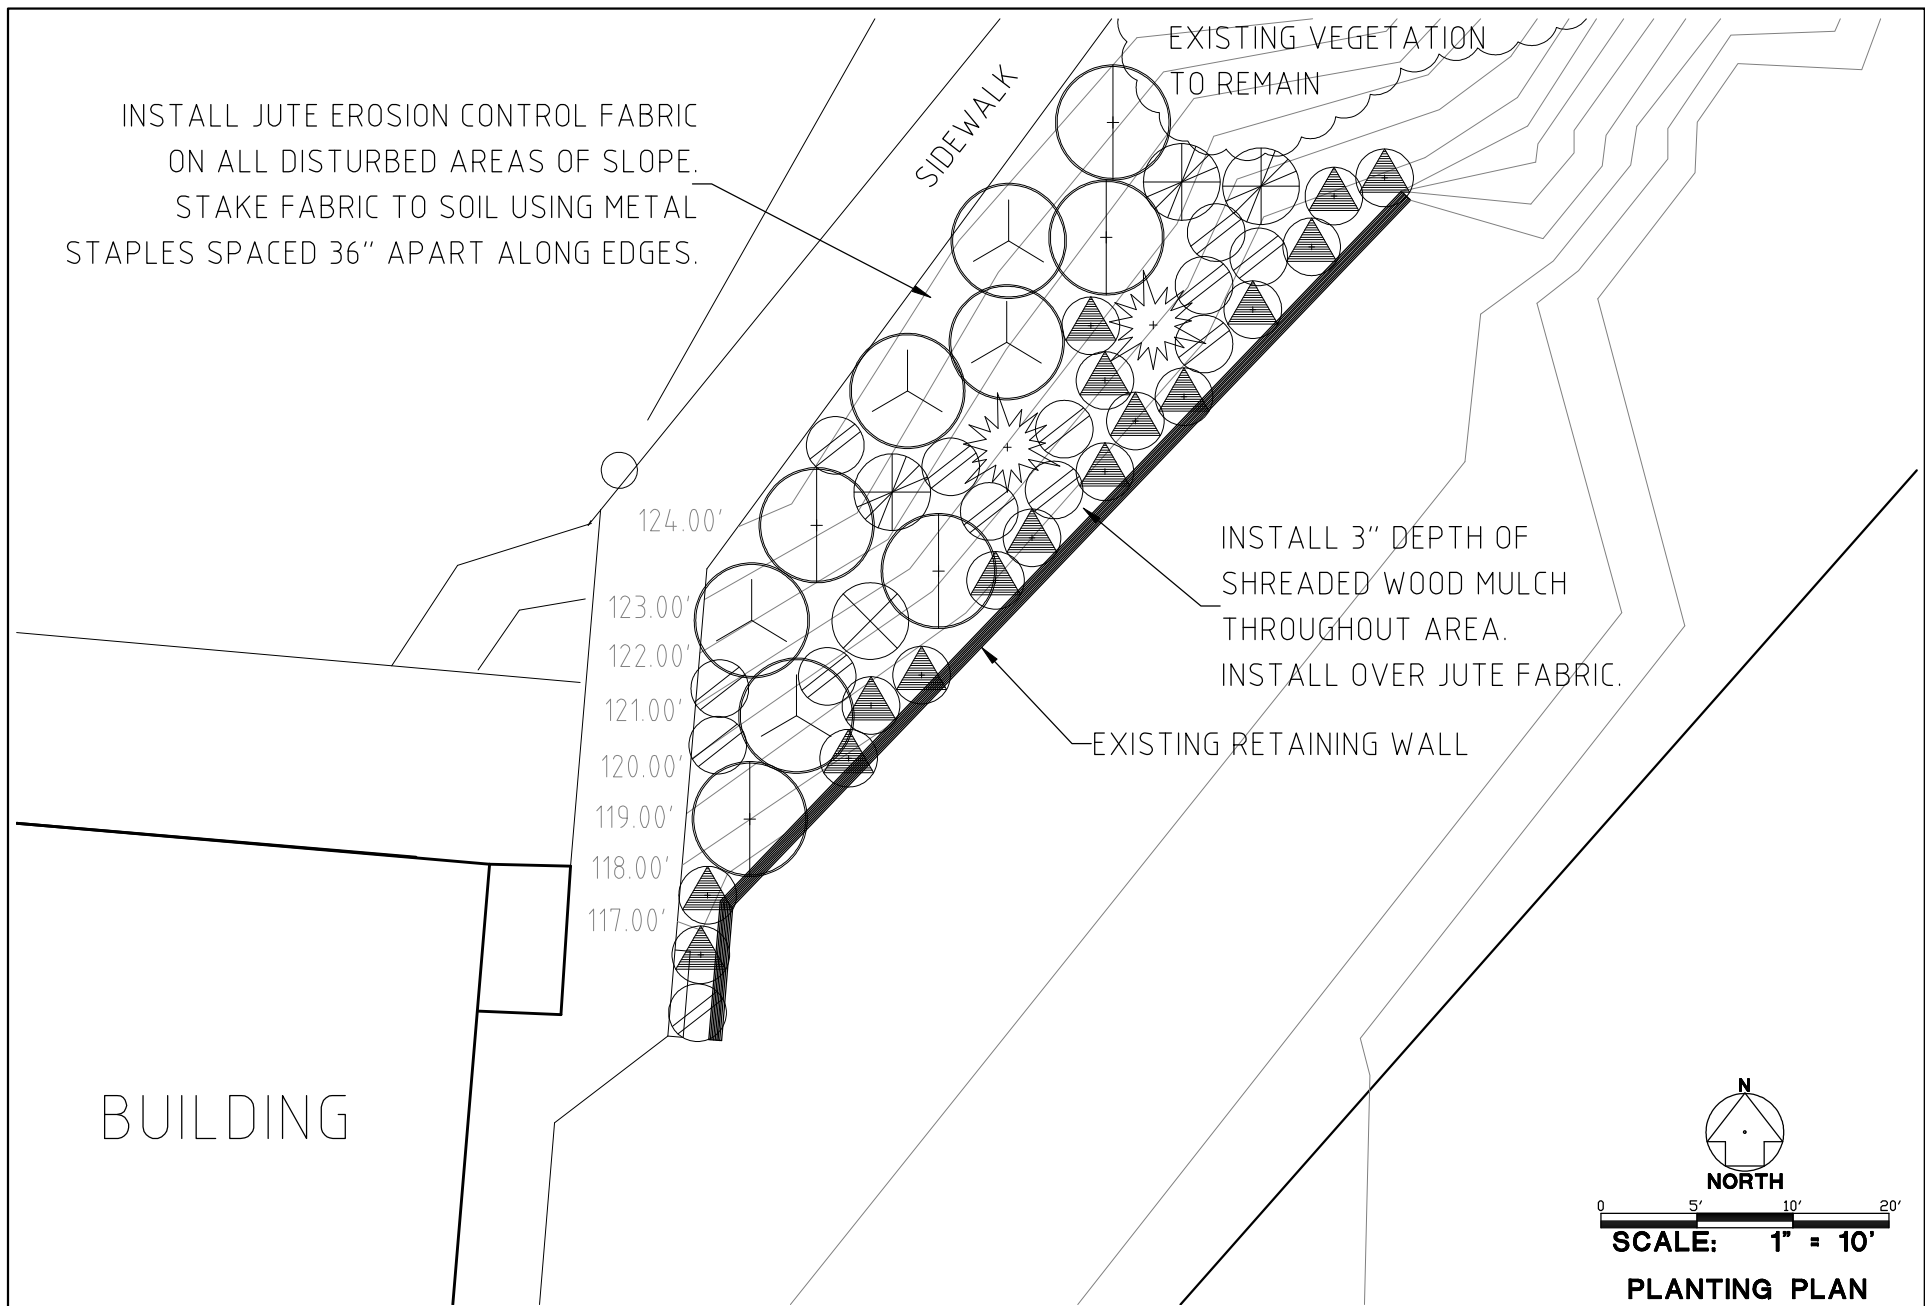 EXISTING VEGETATION
TO REMAIN
SIDEWALK
INSTALL JUTE EROSION CONTROL FABRIC
ON ALL DISTURBED AREAS OF SLOPE.
STAKE FABRIC TO SOIL USING METAL
STAPLES SPACED 36" APART ALONG EDGES.
124.00'
123.00'
122.00'
121.00'
120.00'
119.00'
118.00'
117.00'
INSTALL 3" DEPTH OF
SHREADED WOOD MULCH
THROUGHOUT AREA.
INSTALL OVER JUTE FABRIC.
EXISTING RETAINING WALL
BUILDING
N
NORTH
0 5' 10' 20'
SCALE: 1" = 10'
PLANTING PLAN